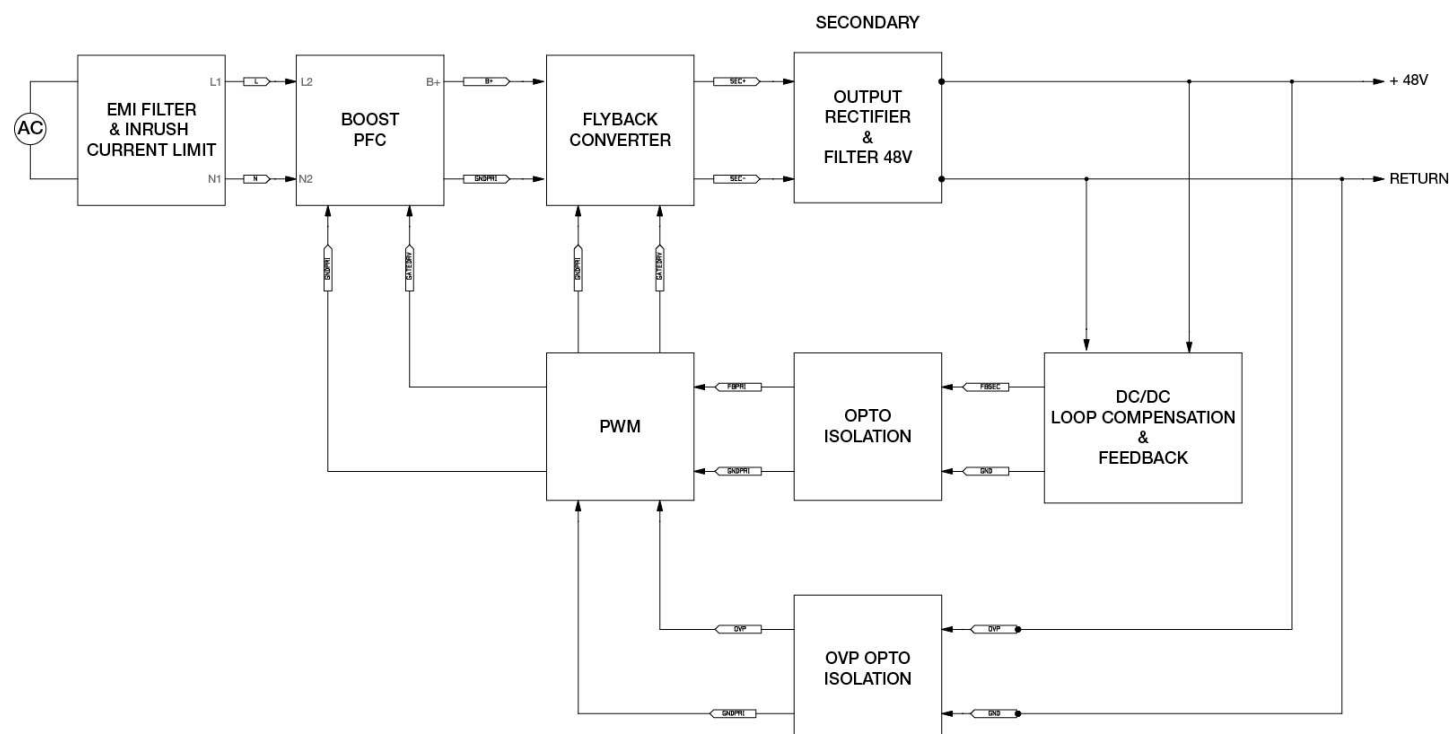 SECONDARY
AC
EMI FILTER
& INRUSH
CURRENT LIMIT
L1
N1
L
N
L2
N2
BOOST
PFC
B+
B+
GNDPRI
FLYBACK
CONVERTER
SEC+
SEC-
OUTPUT
RECTIFIER
&
FILTER 48V
+ 48V
RETURN
GNDPRI
GATEDRV
GNDPRI
GATEDRV
PWM
FBPRI
GNDPRI
OPTO
ISOLATION
FBSEC
GND
DC/DC
LOOP COMPENSATION
&
FEEDBACK
OVP
GNDPRI
OVP OPTO
ISOLATION
OVP
GND